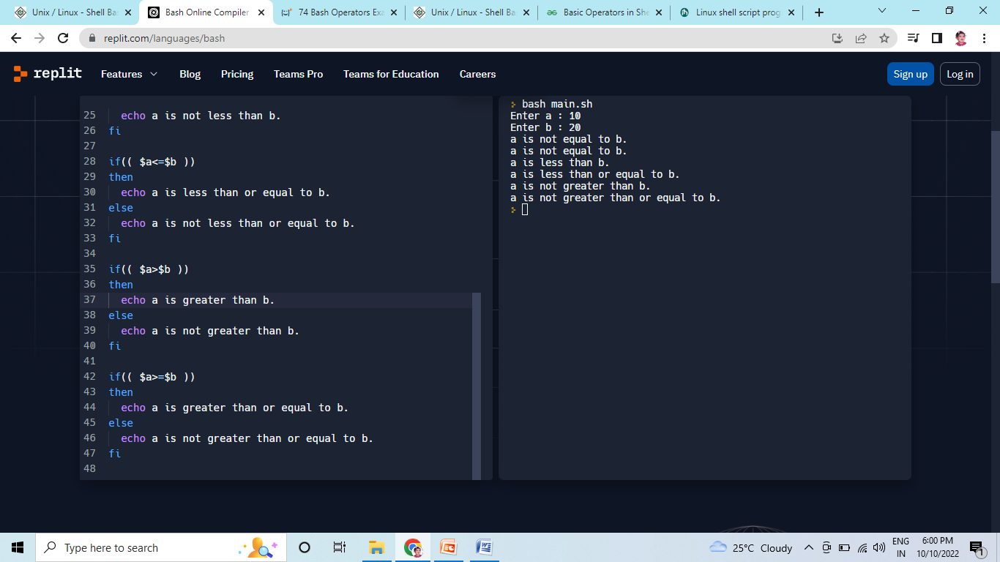 Unix / Linux - Shell Ba
Bash Online Compiler
74 Bash Operators Exa
Unix / Linux - Shell Ba
Basic Operators in She
Linux shell script prog
replit.com/languages/bash
replit
Features
Blog
Pricing
Teams Pro
Teams for Education
Careers
Sign up
Log in
25 echo a is not less than b.
26 fi
27
28 if(( $a<=$b ))
29 then
30 echo a is less than or equal to b.
31 else
32 echo a is not less than or equal to b.
33 fi
34
35 if(( $a>$b ))
36 then
37 echo a is greater than b.
38 else
39 echo a is not greater than b.
40 fi
41
42 if(( $a>=$b ))
43 then
44 echo a is greater than or equal to b.
45 else
46 echo a is not greater than or equal to b.
47 fi
48
bash main.sh
Enter a : 10
Enter b : 20
a is not equal to b.
a is not equal to b.
a is less than b.
a is less than or equal to b.
a is not greater than b.
a is not greater than or equal to b.
Type here to search
25°C Cloudy
ENG
IN
6:00 PM
10/10/2022
1